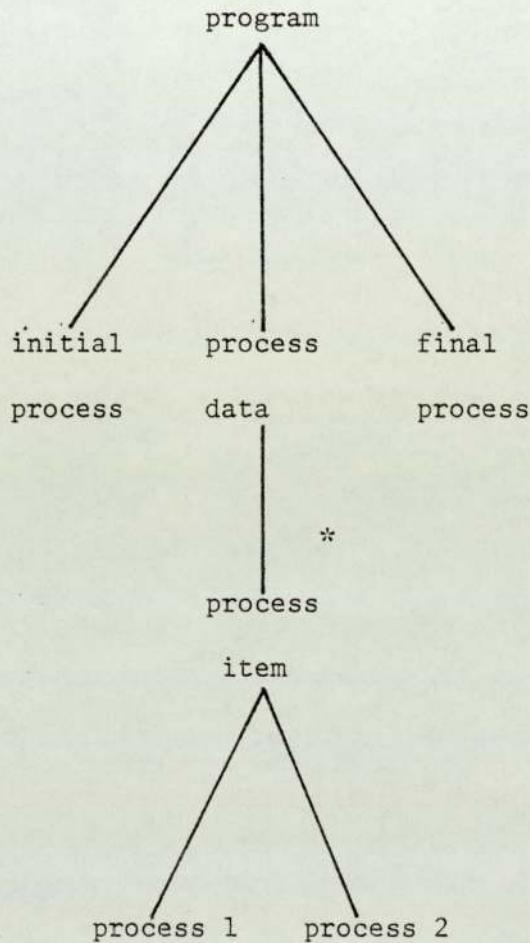 program
initial process final
process data process
*
process
item
process 1 process 2